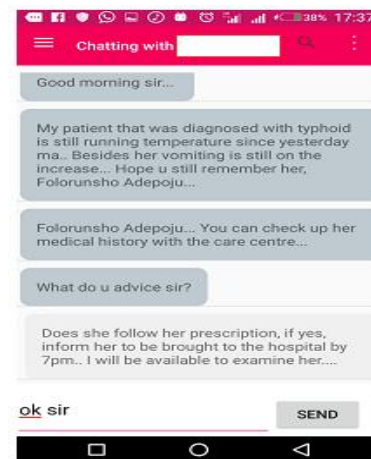 38% 17:37
Chatting with
Good morning sir...
My patient that was diagnosed with typhoid
is still running temperature since yesterday
ma.. Besides her vomiting is still on the
increase... Hope u still remember her,
Folorunsho Adepoju...
Folorunsho Adepoju... You can check up her
medical history with the care centre...
What do u advice sir?
Does she follow her prescription, if yes,
inform her to be brought to the hospital by
7pm.. I will be available to examine her....
ok sir
SEND